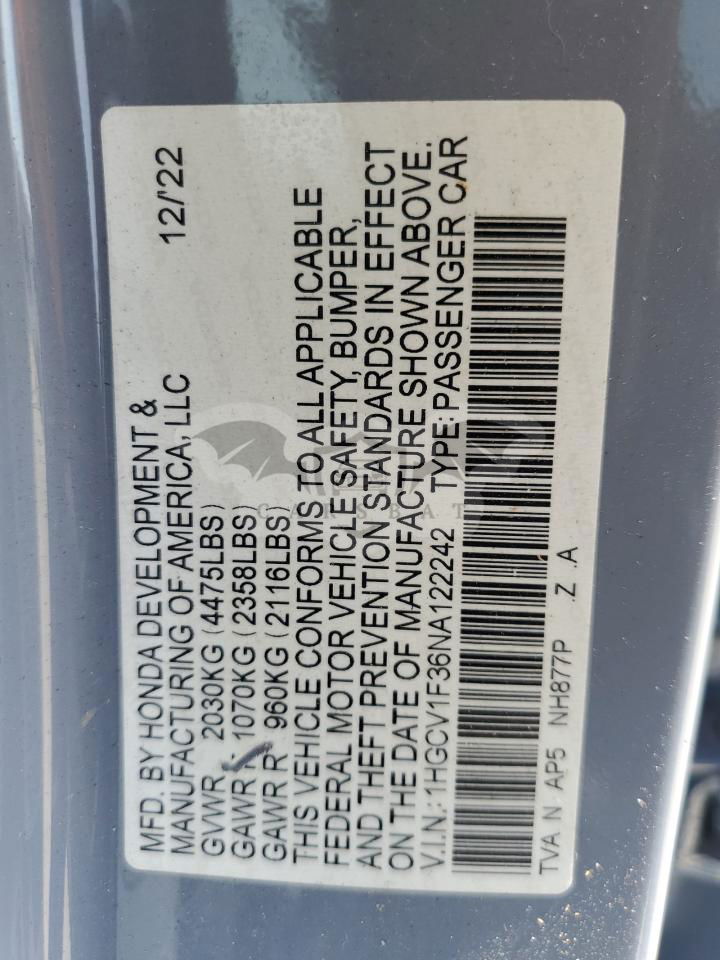 MFD. BY HONDA DEVELOPMENT &
MANUFACTURING OF AMERICA, LLC 12/'22
GVWR 2030KG (4475LBS)
GAWR 1070KG (2358LBS)
GAWR R 960KG (2116LBS)
THIS VEHICLE CONFORMS TO ALL APPLICABLE
FEDERAL MOTOR VEHICLE SAFETY, BUMPER,
AND THEFT PREVENTION STANDARDS IN EFFECT
ON THE DATE OF MANUFACTURE SHOWN ABOVE.
V.I.N.: 1HGCV1F36NA122242 TYPE: PASSENGER CAR
TVA N AP5 NH877P .Z .A
CARSBAT